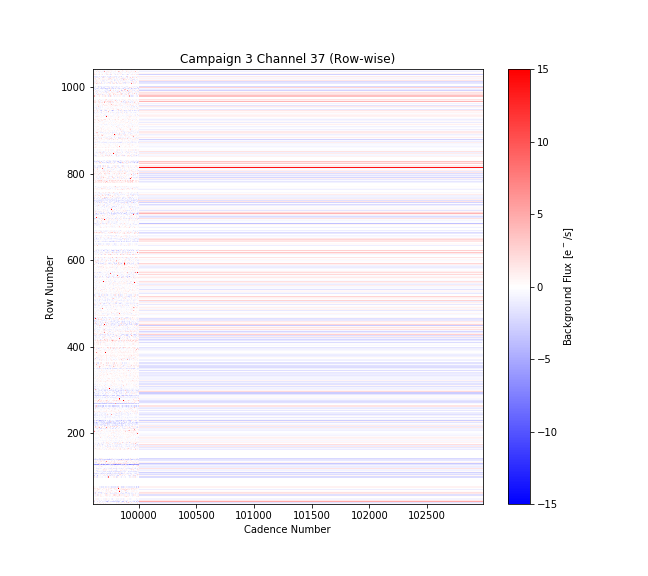 Campaign 3 Channel 37 (Row-wise)
1000
800
600
400
200
Row Number
100000 100500 101000 101500 102000 102500
Cadence Number
15
10
5
0
−5
−10
−15
Background Flux [e⁻/s]